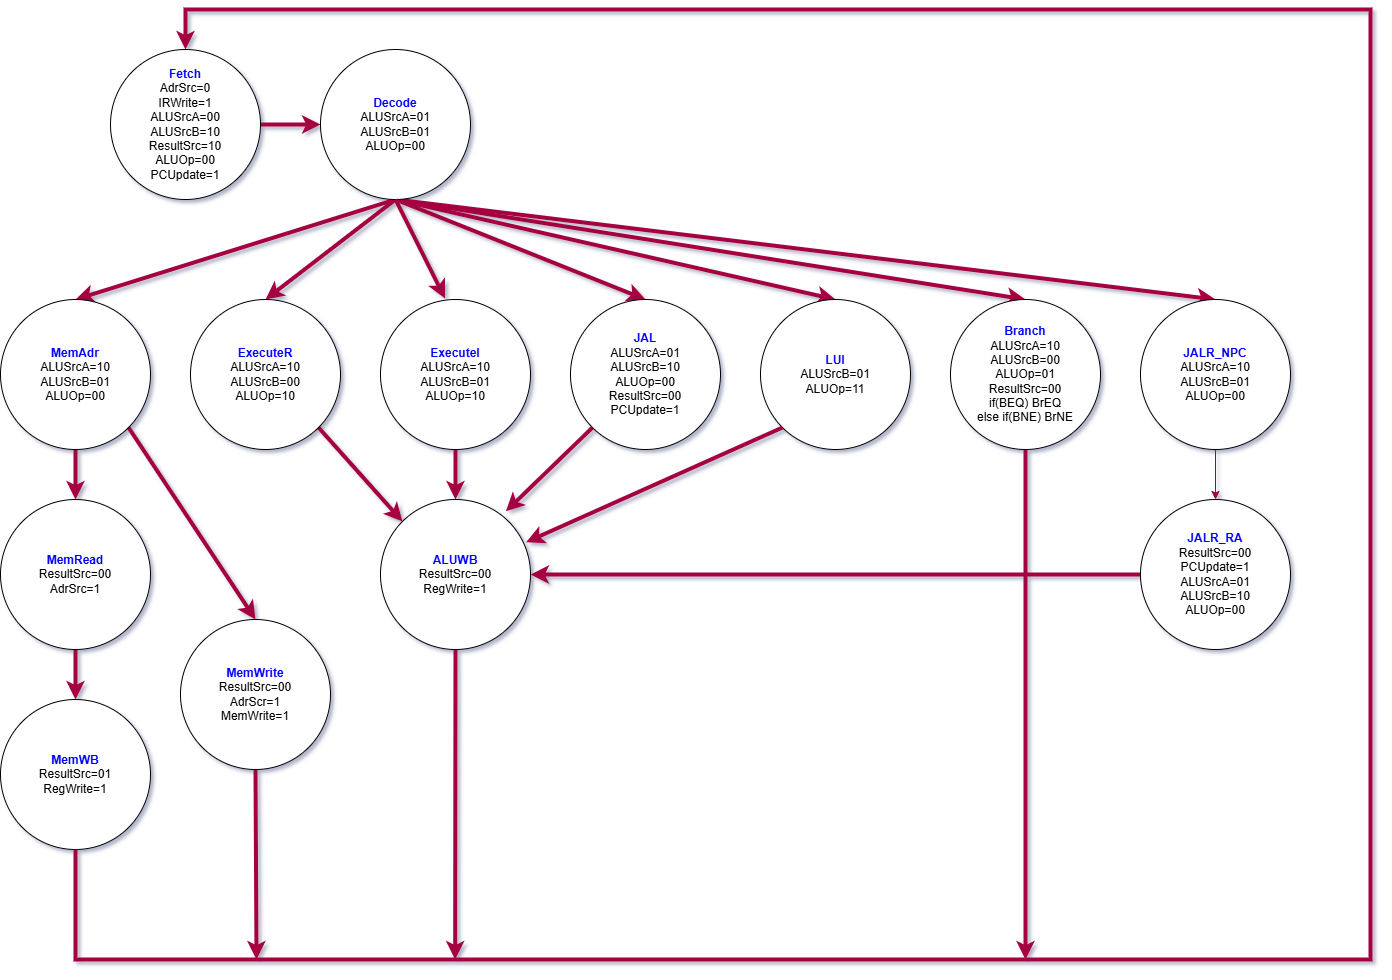 Fetch
AdrSrc=0
IRWrite=1
ALUSrcA=00
ALUSrcB=10
ResultSrc=10
ALUOp=00
PCUpdate=1
Decode
ALUSrcA=01
ALUSrcB=01
ALUOp=00
MemAdr
ALUSrcA=10
ALUSrcB=01
ALUOp=00
ExecuteR
ALUSrcA=10
ALUSrcB=00
ALUOp=10
ExecuteI
ALUSrcA=10
ALUSrcB=01
ALUOp=10
JAL
ALUSrcA=01
ALUSrcB=10
ALUOp=00
ResultSrc=00
PCUpdate=1
LUI
ALUSrcB=01
ALUOp=11
Branch
ALUSrcA=10
ALUSrcB=00
ALUOp=01
ResultSrc=00
if(BEQ) BrEQ
else if(BNE) BrNE
JALR_NPC
ALUSrcA=10
ALUSrcB=01
ALUOp=00
MemRead
ResultSrc=00
AdrSrc=1
ALUWB
ResultSrc=00
RegWrite=1
JALR_RA
ResultSrc=00
PCUpdate=1
ALUSrcA=01
ALUSrcB=10
ALUOp=00
MemWrite
ResultSrc=00
AdrScr=1
MemWrite=1
MemWB
ResultSrc=01
RegWrite=1